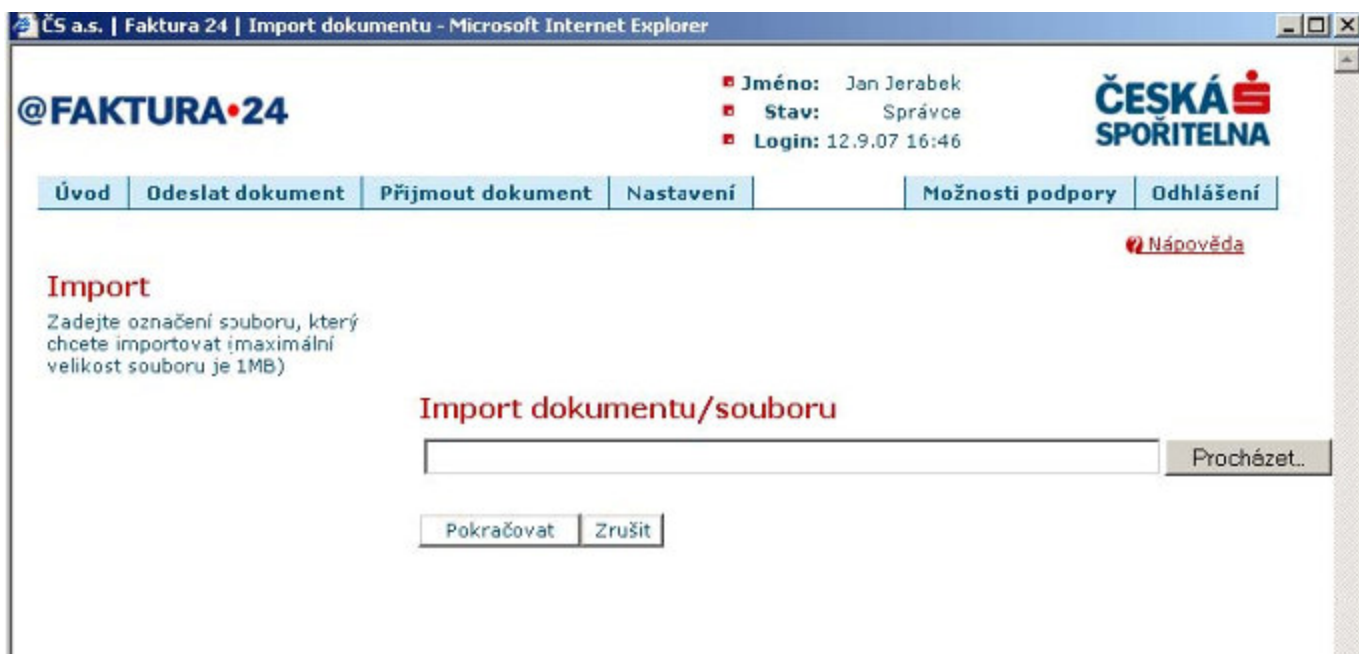 ČS a.s. | Faktura 24 | Import dokumentu - Microsoft Internet Explorer
@FAKTURA•24
Jméno: Jan Jerabek
Stav: Správce
Login: 12.9.07 16:46
ČESKÁ
SPOŘITELNA
Úvod Odeslat dokument Přijmout dokument Nastavení Možnosti podpory Odhlášení
Nápověda
Import
Zadejte označení souboru, který
chcete importovat (maximální
velikost souboru je 1MB)
Import dokumentu/souboru
Procházet...
Pokračovat Zrušit